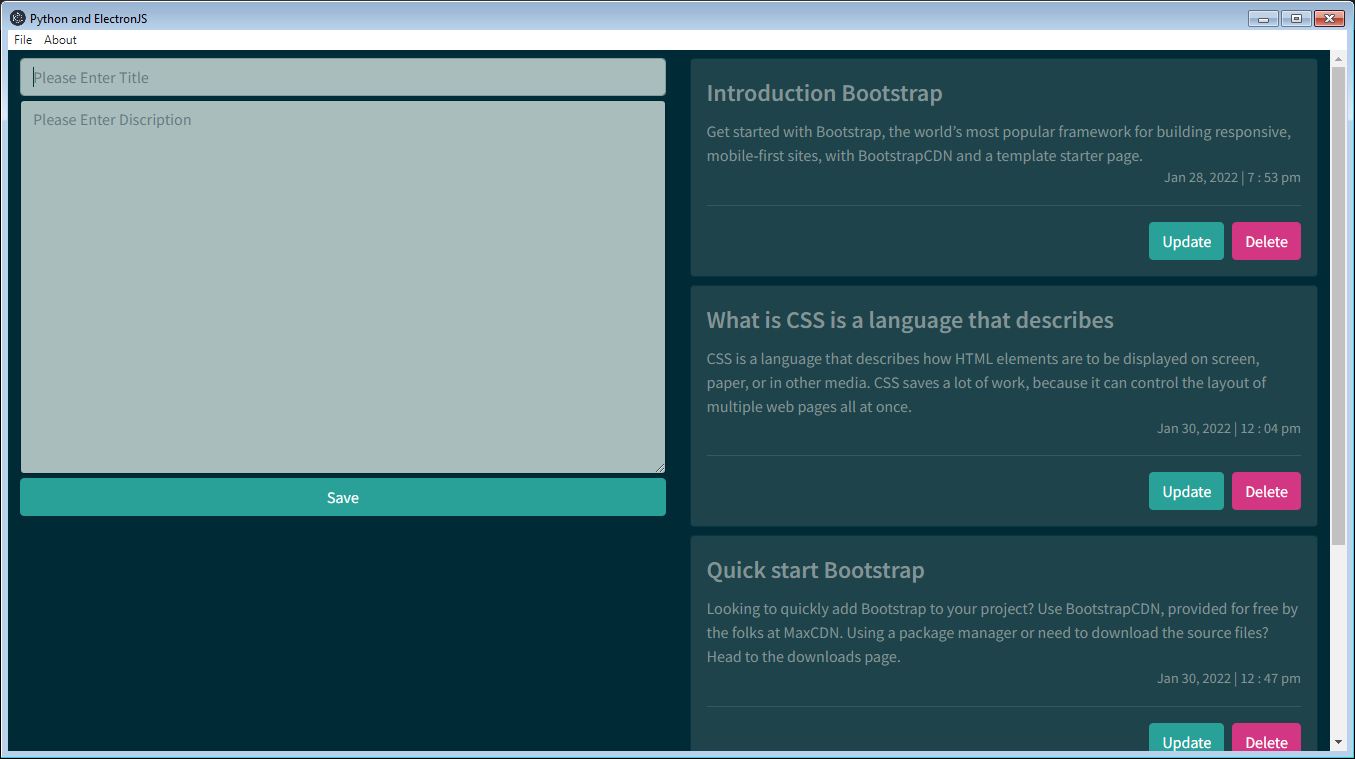 Python and ElectronJS
File About
Please Enter Title
Please Enter Discription
Save
Introduction Bootstrap
Get started with Bootstrap, the world’s most popular framework for building responsive,
mobile-first sites, with BootstrapCDN and a template starter page.
Jan 28, 2022 | 7 : 53 pm
Update Delete
What is CSS is a language that describes
CSS is a language that describes how HTML elements are to be displayed on screen,
paper, or in other media. CSS saves a lot of work, because it can control the layout of
multiple web pages all at once.
Jan 30, 2022 | 12 : 04 pm
Update Delete
Quick start Bootstrap
Looking to quickly add Bootstrap to your project? Use BootstrapCDN, provided for free by
the folks at MaxCDN. Using a package manager or need to download the source files?
Head to the downloads page.
Jan 30, 2022 | 12 : 47 pm
Update Delete